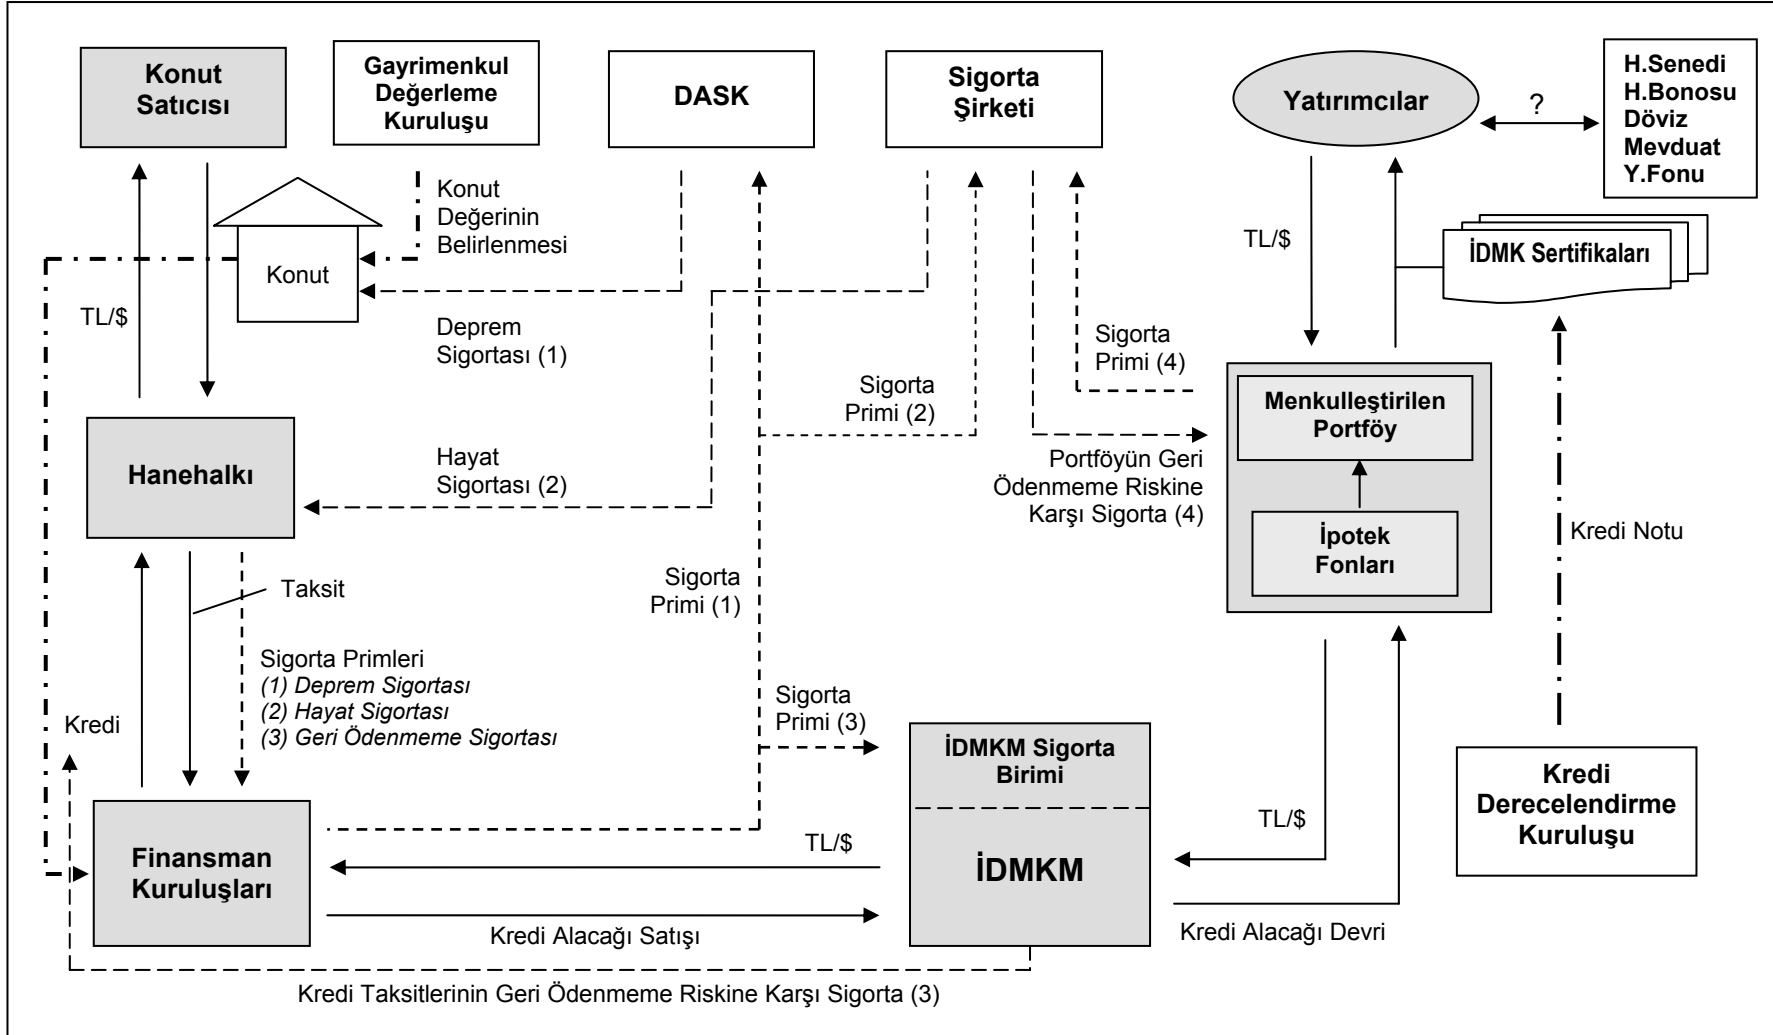 Konut
Satıcısı
Gayrimenkul
Değerleme
Kuruluşu
DASK
Sigorta
Şirketi
Yatırımcılar
?
H.Senedi
H.Bonosu
Döviz
Mevduat
Y.Fonu
Konut
Değerinin
Belirlenmesi
Konut
TL/$
TL/$
İDMK Sertifikaları
Deprem
Sigortası (1)
Sigorta
Primi (4)
Sigorta
Primi (2)
Menkulleştirilen
Portföy
Hanehalkı
Hayat
Sigortası (2)
Portföyün Geri
Ödenmeme Riskine
Karşı Sigorta (4)
İpotek
Fonları
Kredi Notu
Taksit
Sigorta
Primi (1)
Sigorta Primleri
(1) Deprem Sigortası
(2) Hayat Sigortası
(3) Geri Ödenmeme Sigortası
Kredi
Sigorta
Primi (3)
İDMKM Sigorta
Birimi
İDMKM
Kredi
Derecelendirme
Kuruluşu
Finansman
Kuruluşları
TL/$
TL/$
Kredi Alacağı Satışı
Kredi Alacağı Devri
Kredi Taksitlerinin Geri Ödenmeme Riskine Karşı Sigorta (3)